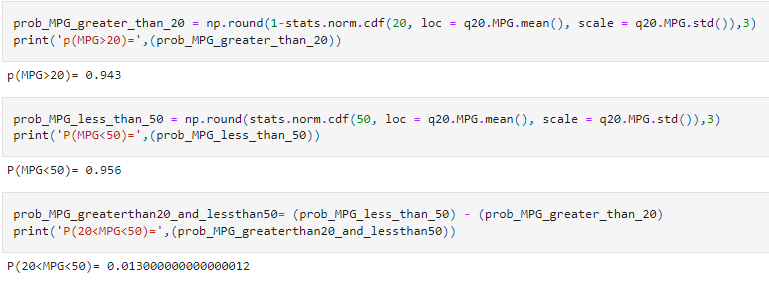 prob_MPG_greater_than_20 = np.round(1-stats.norm.cdf(20, loc = q20.MPG.mean(), scale = q20.MPG.std()),3)
print('p(MPG>20)=',(prob_MPG_greater_than_20))
p(MPG>20)= 0.943
prob_MPG_less_than_50 = np.round(stats.norm.cdf(50, loc = q20.MPG.mean(), scale = q20.MPG.std()),3)
print('P(MPG<50)=',(prob_MPG_less_than_50))
P(MPG<50)= 0.956
prob_MPG_greaterthan20_and_lessthan50= (prob_MPG_less_than_50) - (prob_MPG_greater_than_20)
print('P(20<MPG<50)=',(prob_MPG_greaterthan20_and_lessthan50))
P(20<MPG<50)= 0.013000000000000012